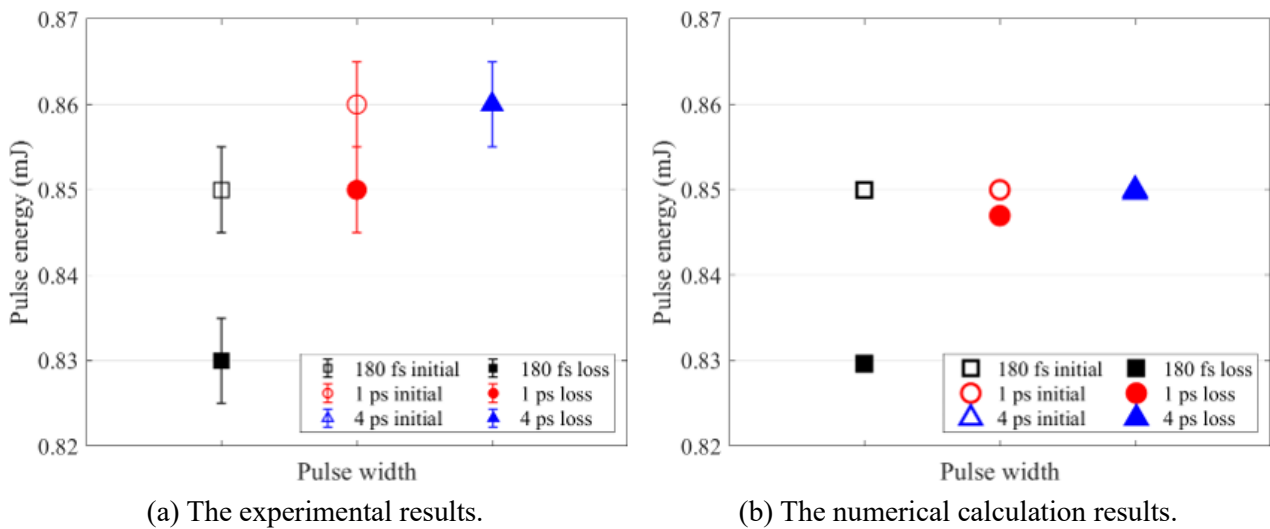 0.87
0.86
0.85
0.84
0.83
0.82
Pulse energy (mJ)
180 fs initial 180 fs loss
1 ps initial 1 ps loss
4 ps initial 4 ps loss
Pulse width
(a) The experimental results.
0.87
0.86
0.85
0.84
0.83
0.82
Pulse energy (mJ)
180 fs initial 180 fs loss
1 ps initial 1 ps loss
4 ps initial 4 ps loss
Pulse width
(b) The numerical calculation results.